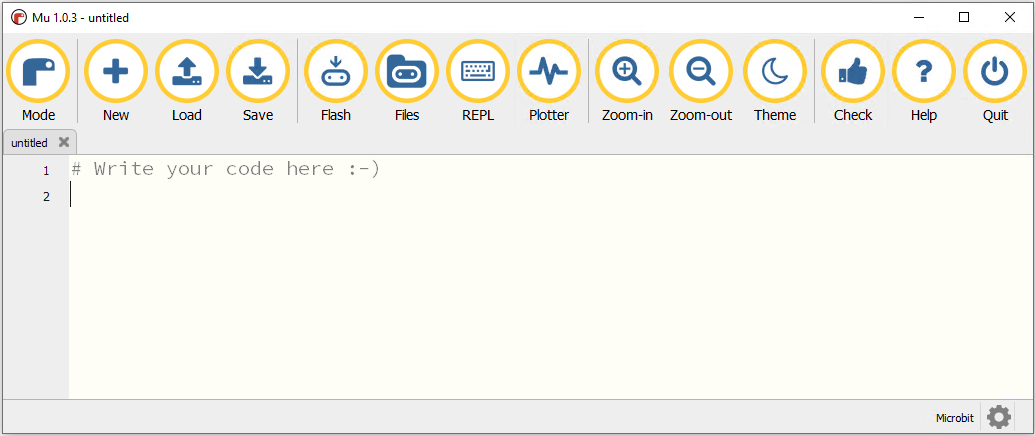 Mu 1.0.3 - untitled
Mode New Load Save Flash Files REPL Plotter Zoom-in Zoom-out Theme Check Help Quit
untitled
1 # Write your code here :-)
2
Microbit